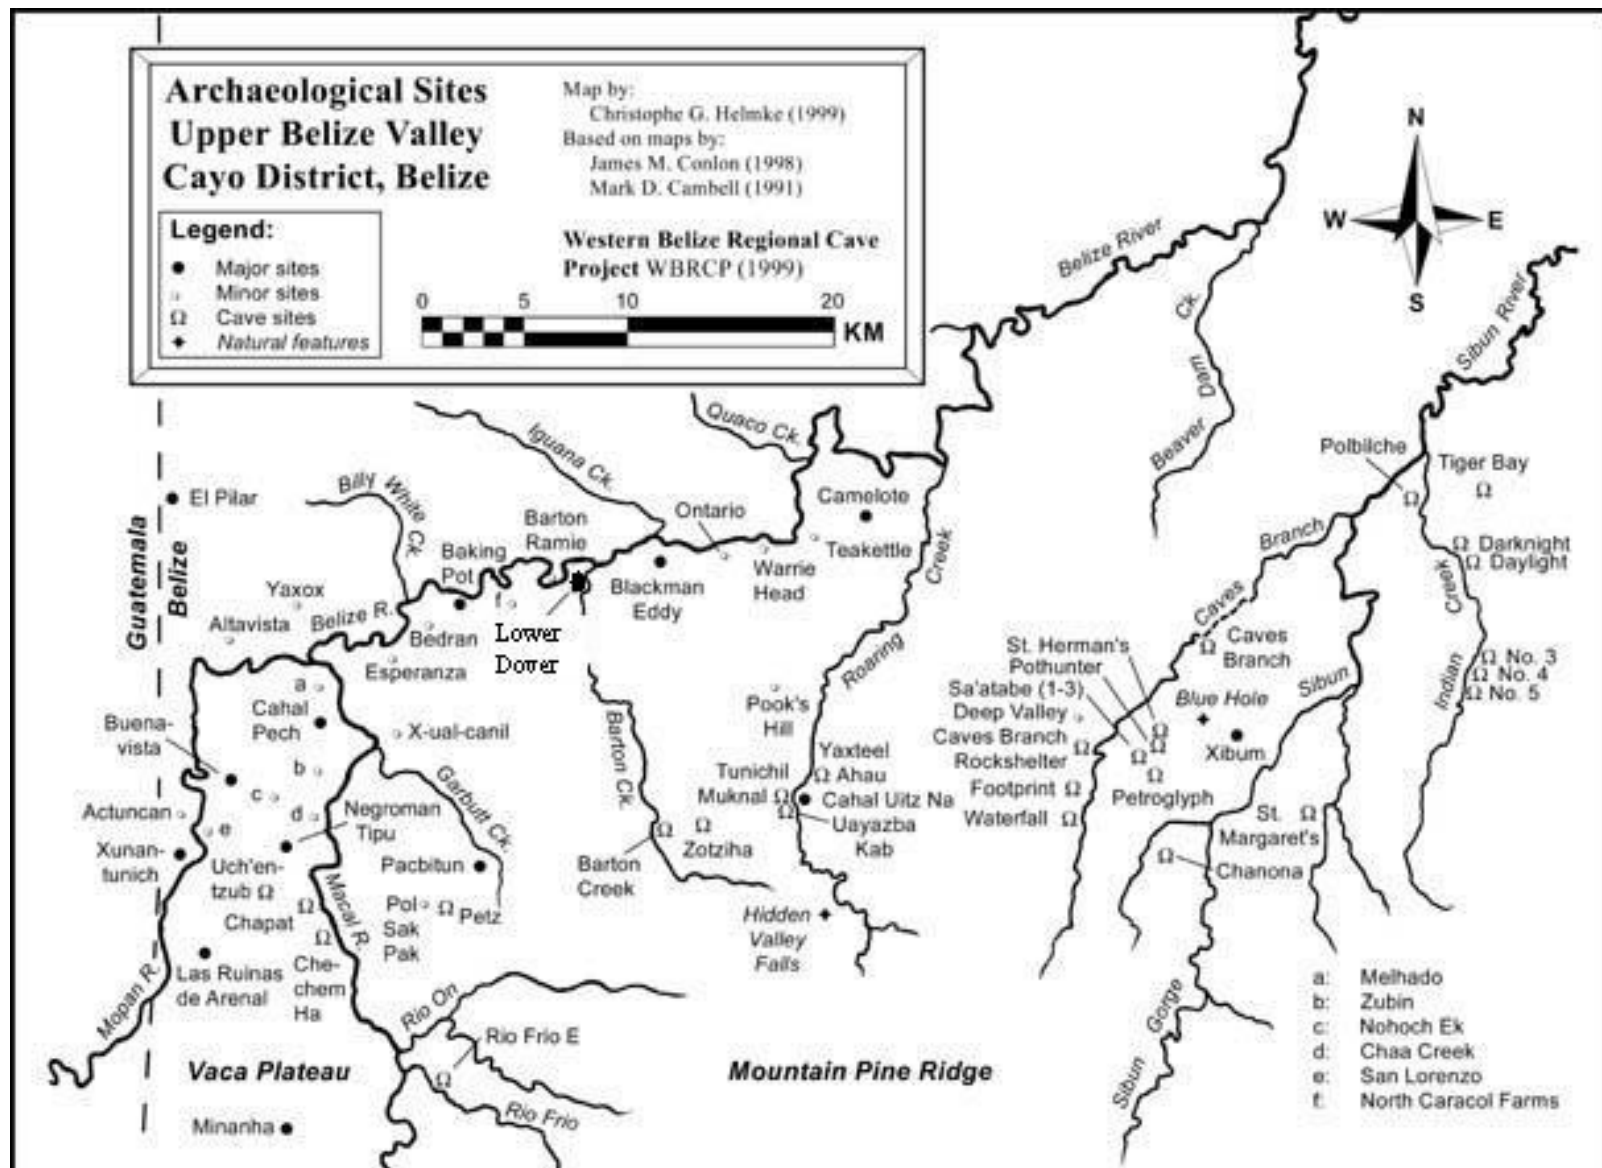 Archaeological Sites
Upper Belize Valley
Cayo District, Belize
Map by:
Christophe G. Helmke (1999)
Based on maps by:
James M. Conlon (1998)
Mark D. Cambell (1991)
Western Belize Regional Cave
Project WBRCP (1999)
Legend:
Major sites
Minor sites
Ω Cave sites
Natural features
0 5 10 20
KM
N
W E
S
Belize River
Beaver Dam Ck.
Sibun River
Quaco Ck.
Iguana Ck.
Billy White Ck.
El Pilar
Guatemala
Belize
Barton
Ramie
Baking
Pot
Ontario
Camelote
Teakettle
Warrie
Head
Blackman
Eddy
Lower
Dower
f
Bedran
Esperanza
Yaxox
Altavista
Belize R.
Polbilche
Tiger Bay
Darknight
Daylight
Indian Creek
No. 3
No. 4
No. 5
Caves Branch
Caves
Branch
Roaring Creek
St. Herman's
Pothunter
Sa'atabe (1-3)
Deep Valley
Caves Branch
Rockshelter
Footprint
Waterfall
Petroglyph
Blue Hole
Xibum
Sibun
St.
Margaret's
Chanona
Sibun Gorge
a
Cahal
Pech
Buena-
vista
b
c
d
e
X-ual-canil
Garbutt Ck.
Barton Ck.
Pook's
Hill
Yaxteel
Ahau
Tunichil
Muknal
Cahal Uitz Na
Uayazba
Kab
Zotziha
Barton
Creek
Hidden
Valley
Falls
Actuncan
Xunan-
tunich
Negroman
Tipu
Uch'en-
tzub
Chapat
Macal R.
Pacbitun
Pol
Sak
Pak
Petz
Las Ruinas
de Arenal
Che-
chem
Ha
Mopan R.
Rio On
Rio Frio E
Rio Frio
Vaca Plateau
Mountain Pine Ridge
Minanha
a: Melhado
b: Zubin
c: Nohoch Ek
d: Chaa Creek
e: San Lorenzo
f: North Caracol Farms